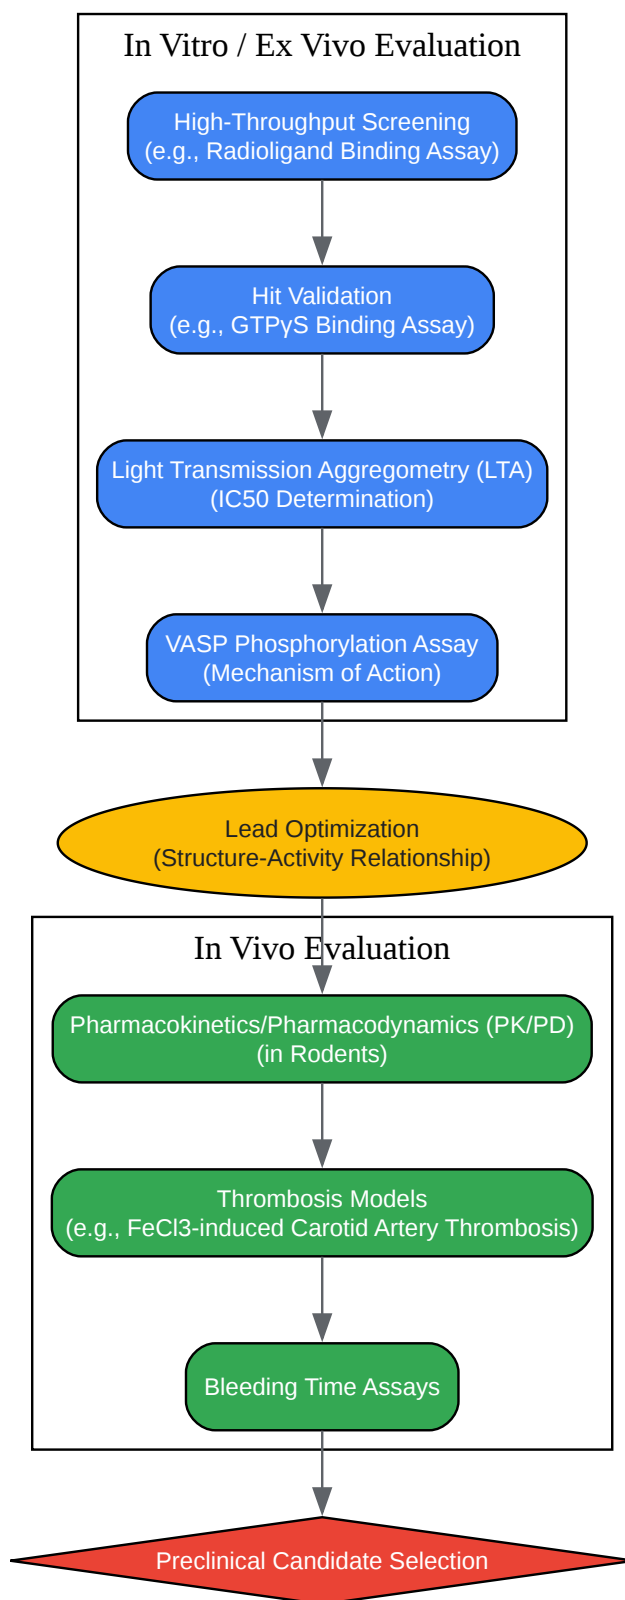 In Vitro / Ex Vivo Evaluation
High-Throughput Screening
(e.g., Radioligand Binding Assay)
Hit Validation
(e.g., GTPγS Binding Assay)
Light Transmission Aggregometry (LTA)
(IC50 Determination)
VASP Phosphorylation Assay
(Mechanism of Action)
Lead Optimization
(Structure-Activity Relationship)
In Vivo Evaluation
Pharmacokinetics/Pharmacodynamics (PK/PD)
(in Rodents)
Thrombosis Models
(e.g., FeCl3-induced Carotid Artery Thrombosis)
Bleeding Time Assays
Preclinical Candidate Selection